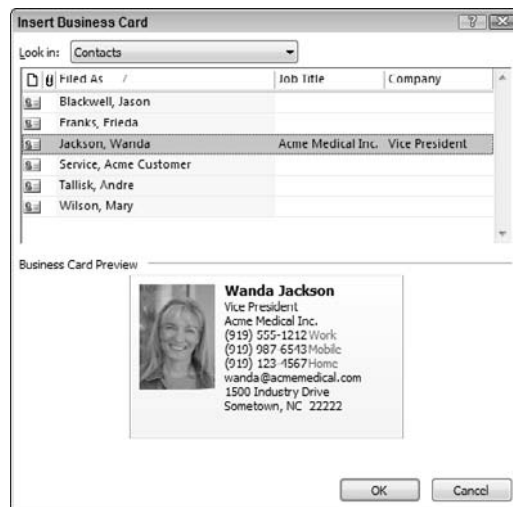 Insert Business Card
Look in: Contacts
Filed As / Job Title Company
Blackwell, Jason
Franks, Frieda
Jackson, Wanda Acme Medical Inc. Vice President
Service, Acme Customer
Tallisk, Andre
Wilson, Mary
Business Card Preview
Wanda Jackson
Vice President
Acme Medical Inc.
(919) 555-1212 Work
(919) 987-6543 Mobile
(919) 123-4567 Home
wanda@acmemedical.com
1500 Industry Drive
Sometown, NC 22222
OK Cancel